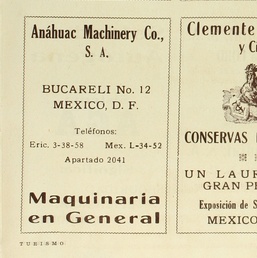 Anáhuac Machinery Co.,
S. A.
BUCARELI No. 12
MEXICO, D. F.
Teléfonos:
Eric. 3-38-58 Mex. L-34-52
Apartado 2041
Maquinaria
en General
Clemente
y C
CONSERVAS
UN LAUR
GRAN P
Exposición de S
MEXICO
TURISMO